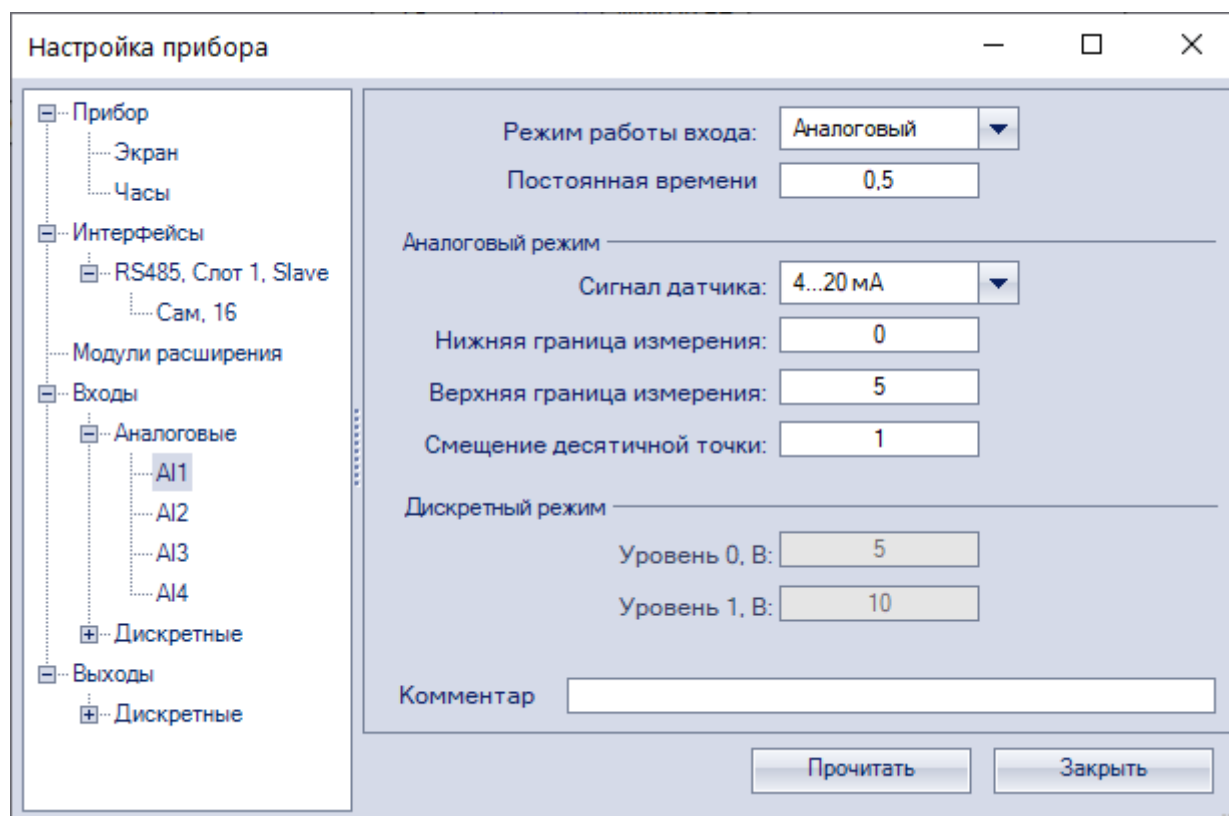 Настройка прибора
Прибор
Экран
Часы
Интерфейсы
RS485, Слот 1, Slave
Сам, 16
Модули расширения
Входы
Аналоговые
AI1
AI2
AI3
AI4
Дискретные
Выходы
Дискретные
Режим работы входа: Аналоговый
Постоянная времени 0,5
Аналоговый режим
Сигнал датчика: 4...20 мА
Нижняя граница измерения: 0
Верхняя граница измерения: 5
Смещение десятичной точки: 1
Дискретный режим
Уровень 0, В: 5
Уровень 1, В: 10
Комментар
Прочитать Закрыть